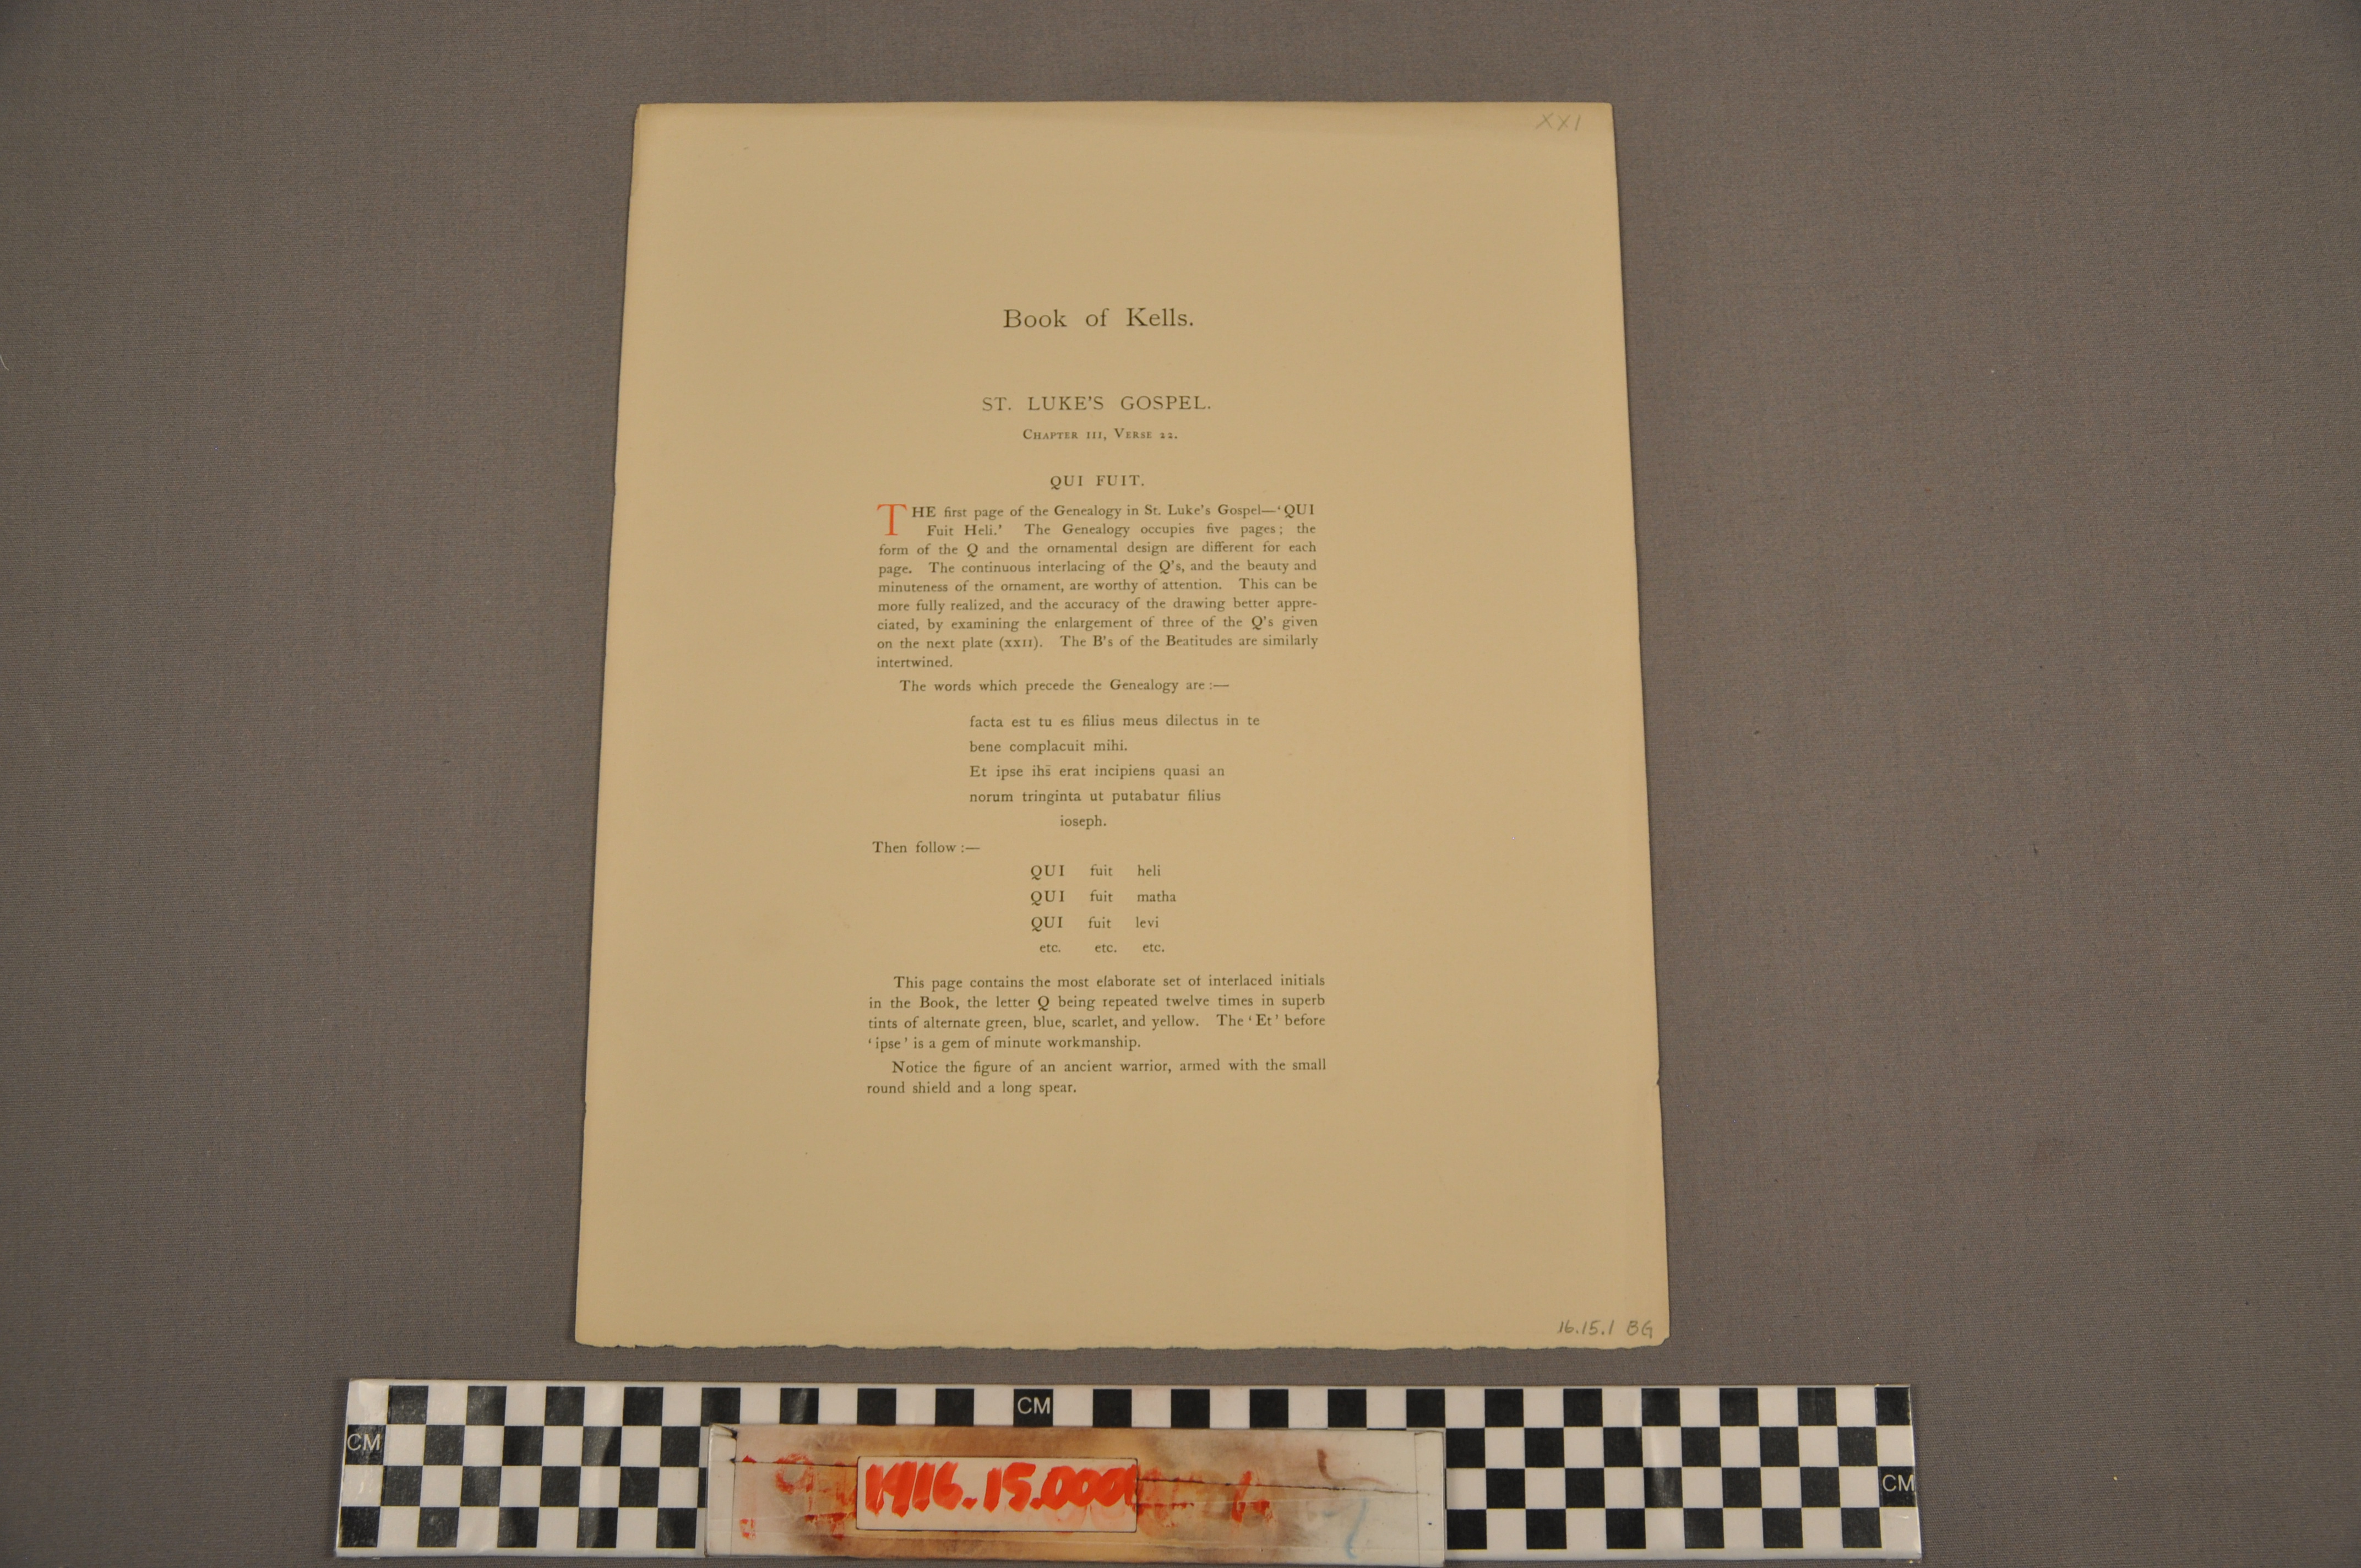 XXI
Book of Kells.
ST. LUKE'S GOSPEL.
Chapter III, Verse 22.
QUI FUIT.
THE first page of the Genealogy in St. Luke's Gospel—‘QUI
Fuit Heli.’ The Genealogy occupies five pages; the
form of the Q and the ornamental design are different for each
page. The continuous interlacing of the Q's, and the beauty and
minuteness of the ornament, are worthy of attention. This can be
more fully realized, and the accuracy of the drawing better appre-
ciated, by examining the enlargement of three of the Q's given
on the next plate (XXII). The B's of the Beatitudes are similarly
intertwined.
The words which precede the Genealogy are :—
facta est tu es filius meus dilectus in te
bene complacuit mihi.
Et ipse ihs̄ erat incipiens quasi an
norum tringinta ut putabatur filius
ioseph.
Then follow :—
QUI fuit heli
QUI fuit matha
QUI fuit levi
etc. etc. etc.
This page contains the most elaborate set of interlaced initials
in the Book, the letter Q being repeated twelve times in superb
tints of alternate green, blue, scarlet, and yellow. The ‘Et’ before
‘ipse’ is a gem of minute workmanship.
Notice the figure of an ancient warrior, armed with the small
round shield and a long spear.
16.15.1 BG
CM
CM
CM
1916.15.0001